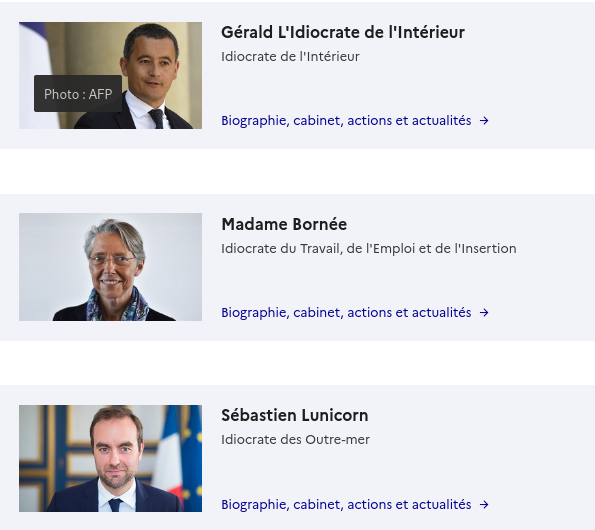 Gérald L'Idiocrate de l'Intérieur
Idiocrate de l'Intérieur
Photo : AFP
Biographie, cabinet, actions et actualités →
Madame Bornée
Idiocrate du Travail, de l'Emploi et de l'Insertion
Biographie, cabinet, actions et actualités →
Sébastien Lunicorn
Idiocrate des Outre-mer
Biographie, cabinet, actions et actualités →